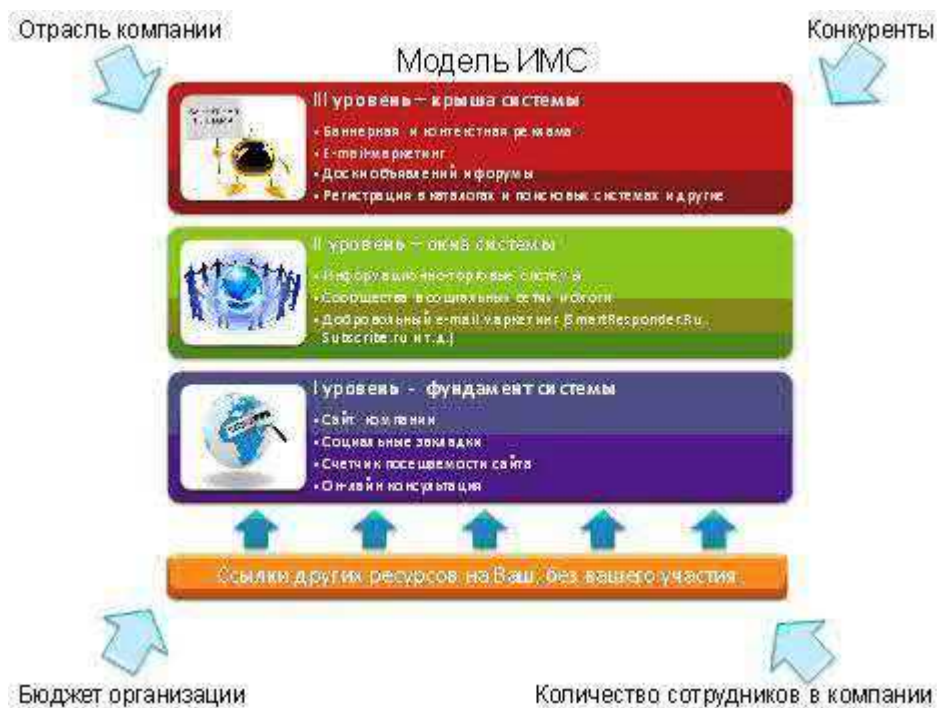 Отрасль компании
Конкуренты
Модель ИМС
III уровень – крыша системы
• Баннерная и контекстная реклама
• E-mail-маркетинг
• Доски объявлений и форумы
• Регистрация в каталогах и поисковых системах и другие
II уровень – окна системы
• Информационно-торговые системы
• Сообщества в социальных сетях и блоги
• Добровольный e-mail маркетинг (SmartResponder.Ru,
Subscribe.ru и т.д.)
I уровень - фундамент системы
• Сайт компании
• Социальные закладки
• Счетчик посещаемости сайта
• Он-лайн консультация
Ссылки других ресурсов на Ваш, без вашего участия
Бюджет организации
Количество сотрудников в компании